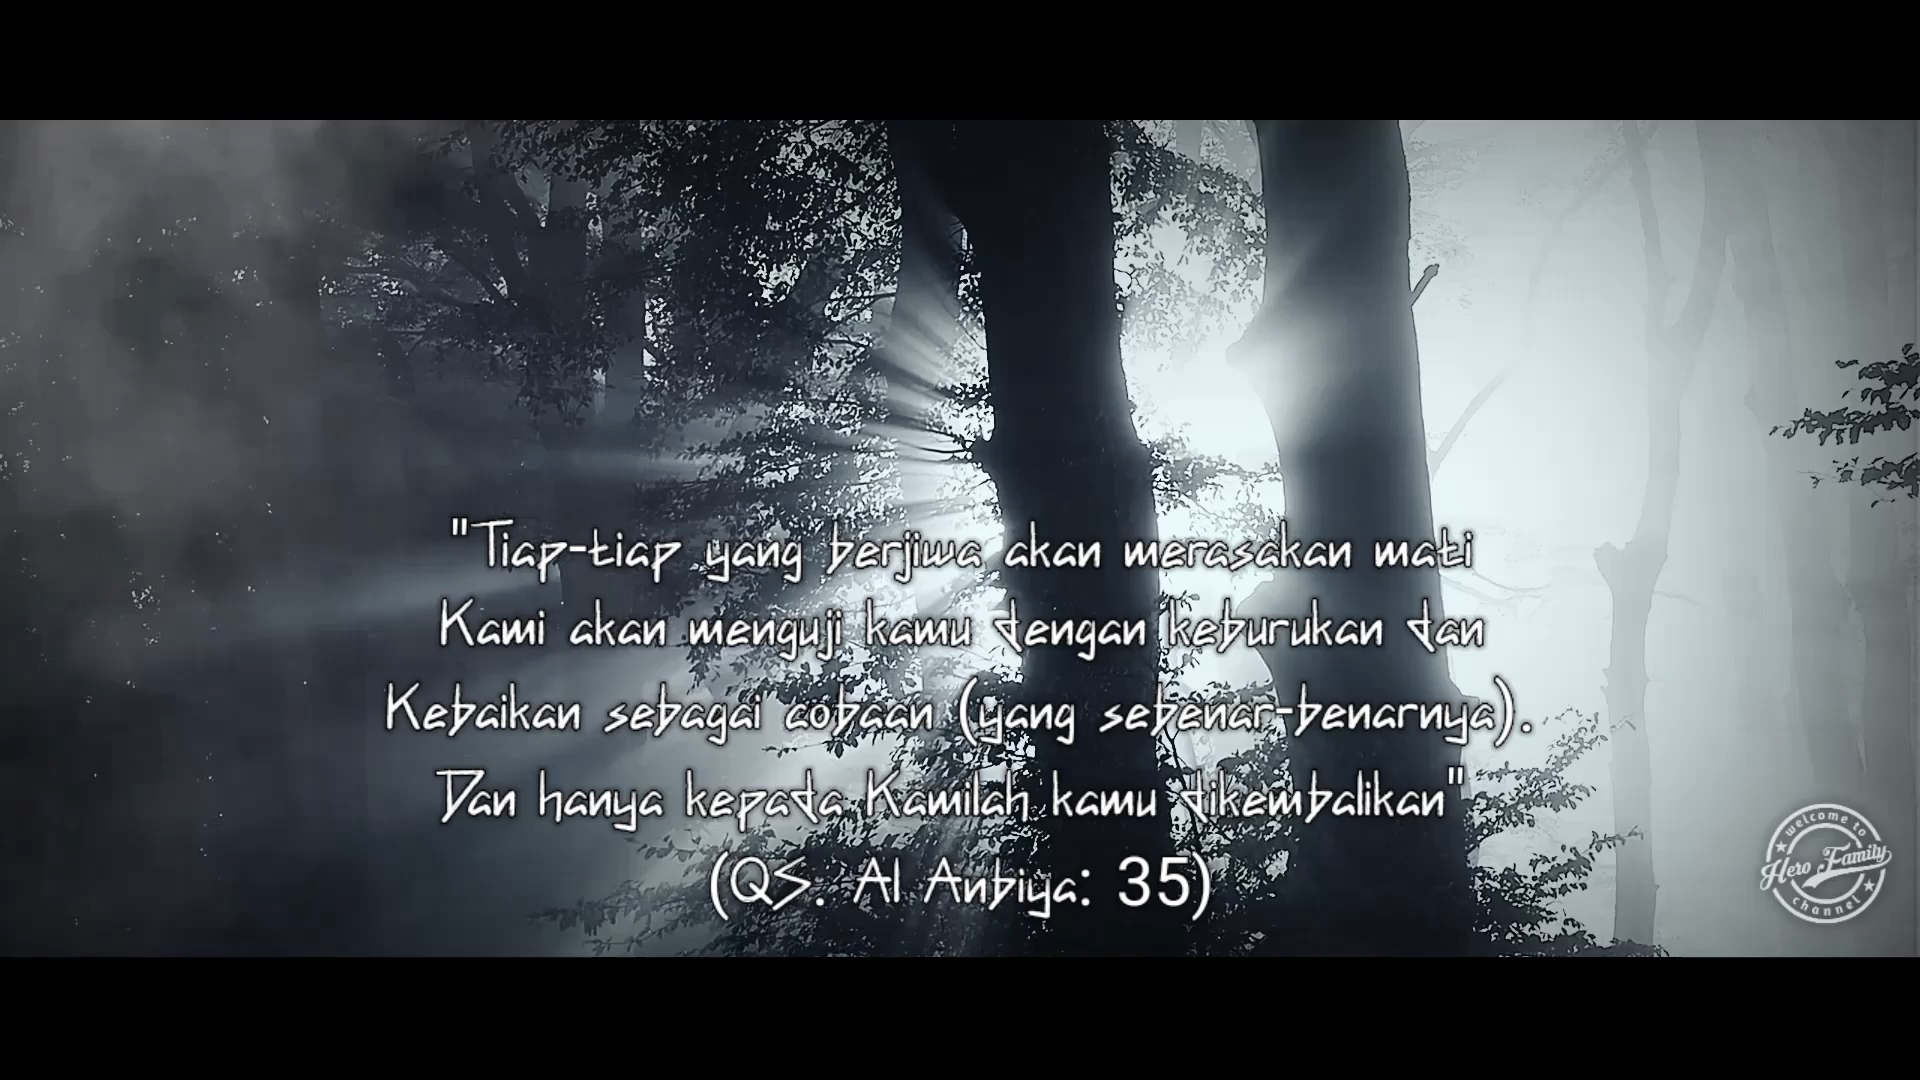 "Tiap-tiap yang berjiwa akan merasakan mati
Kami akan menguji kamu dengan keburukan dan
Kebaikan sebagai cobaan (yang sebenar-benarnya).
Dan hanya kepada Kamilah kamu dikembalikan"
(QS. Al Anbiya: 35)
welcome to
Hero Family
channel